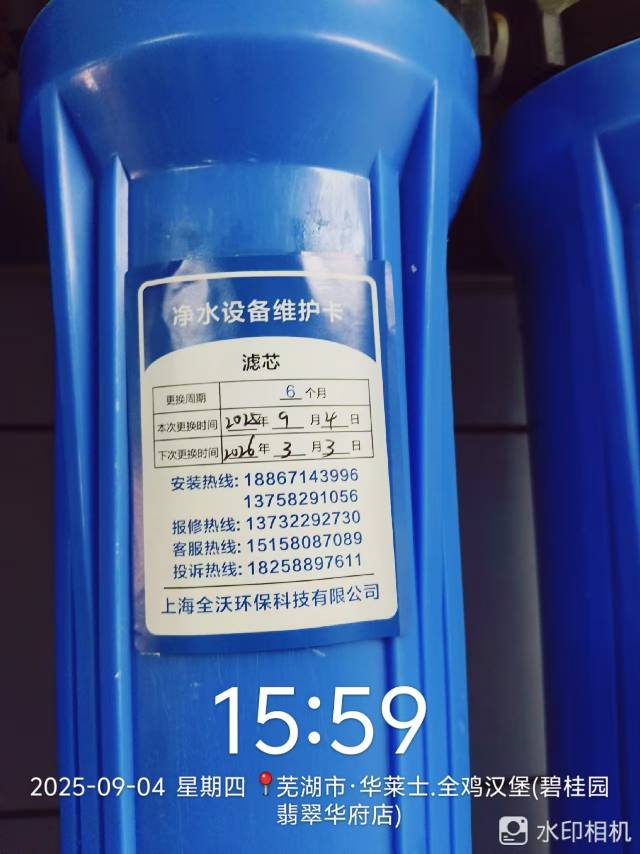 净水设备维护卡
滤芯
更换周期 6 个月
本次更换时间 2025年 9 月 4 日
下次更换时间 2026年 3 月 3 日
安装热线: 18867143996
13758291056
报修热线: 13732292730
客服热线: 15158087089
投诉热线: 18258897611
上海全沃环保科技有限公司
15:59
2025-09-04 星期四 芜湖市·华莱士.全鸡汉堡(碧桂园
翡翠华府店)
水印相机